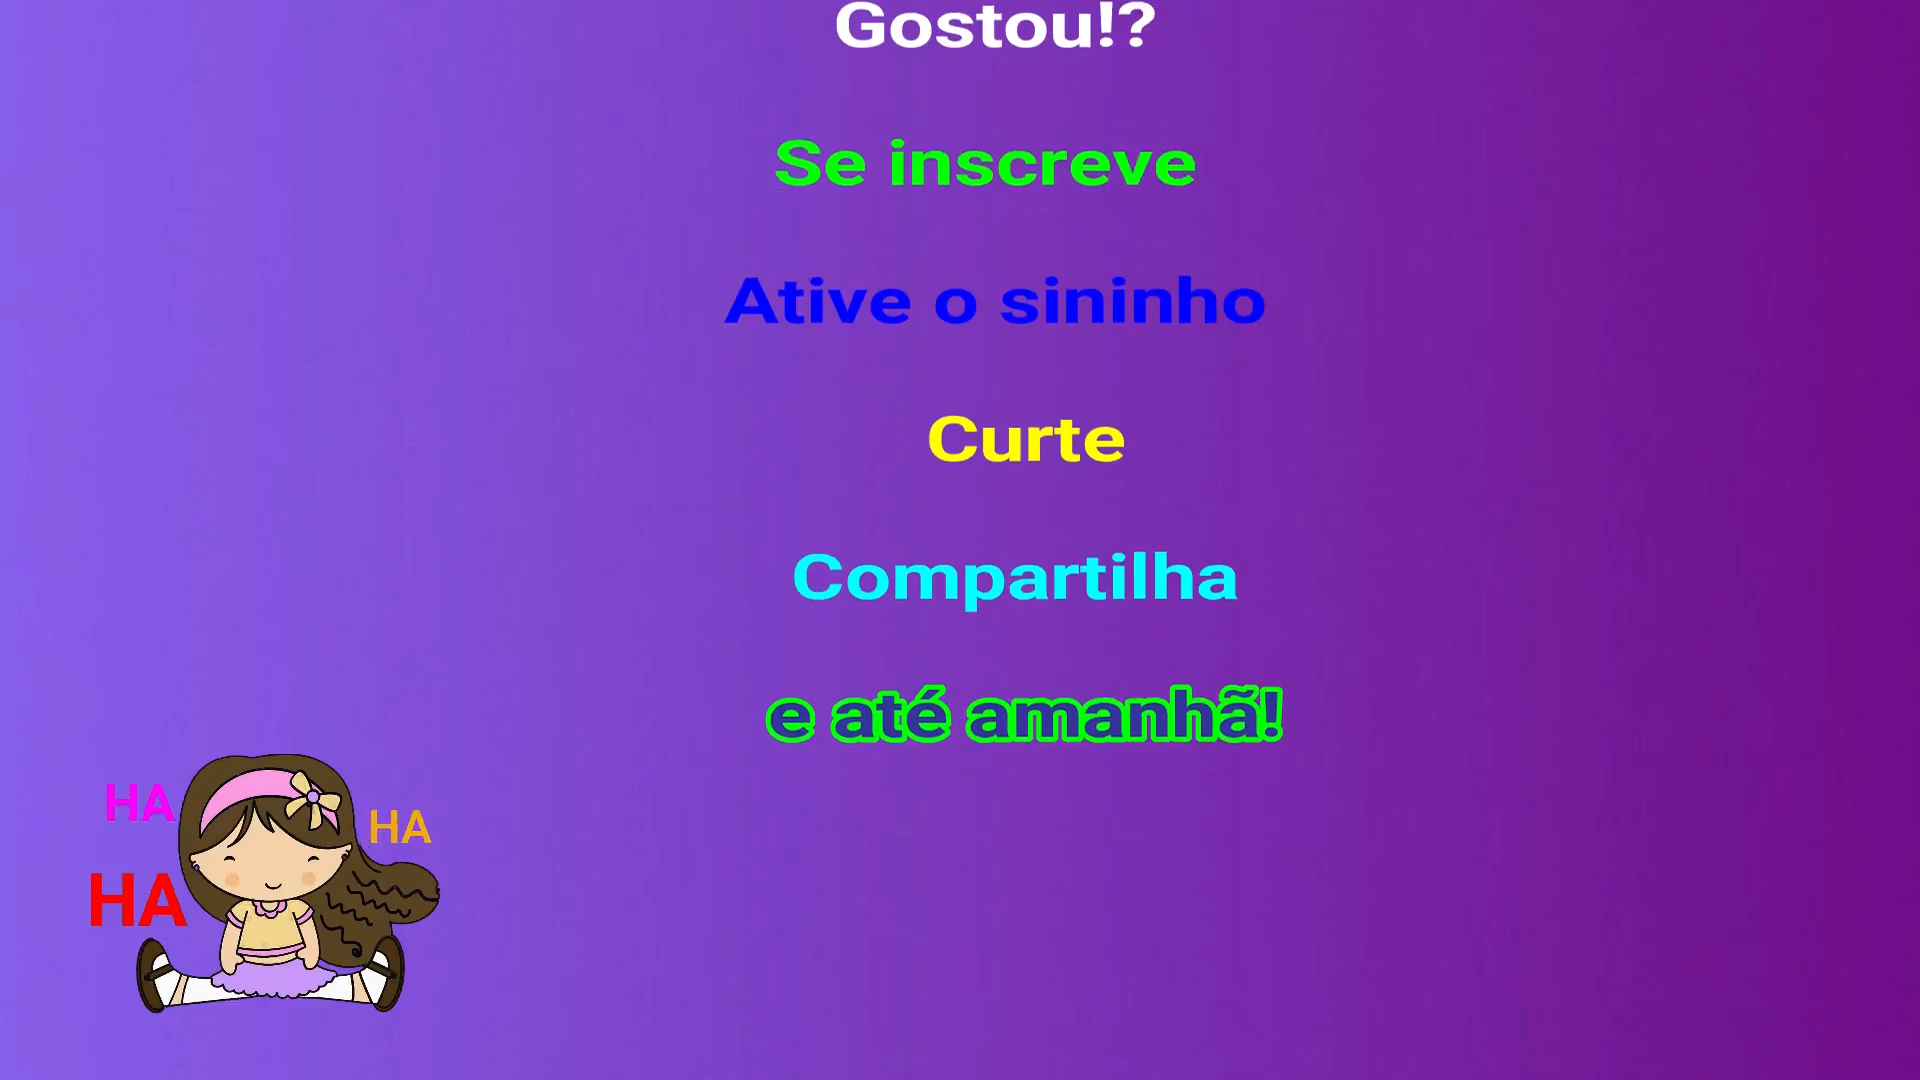 Gostou!?
Se inscreve
Ative o sininho
Curte
Compartilha
e até amanhã!
HA
HA
HA